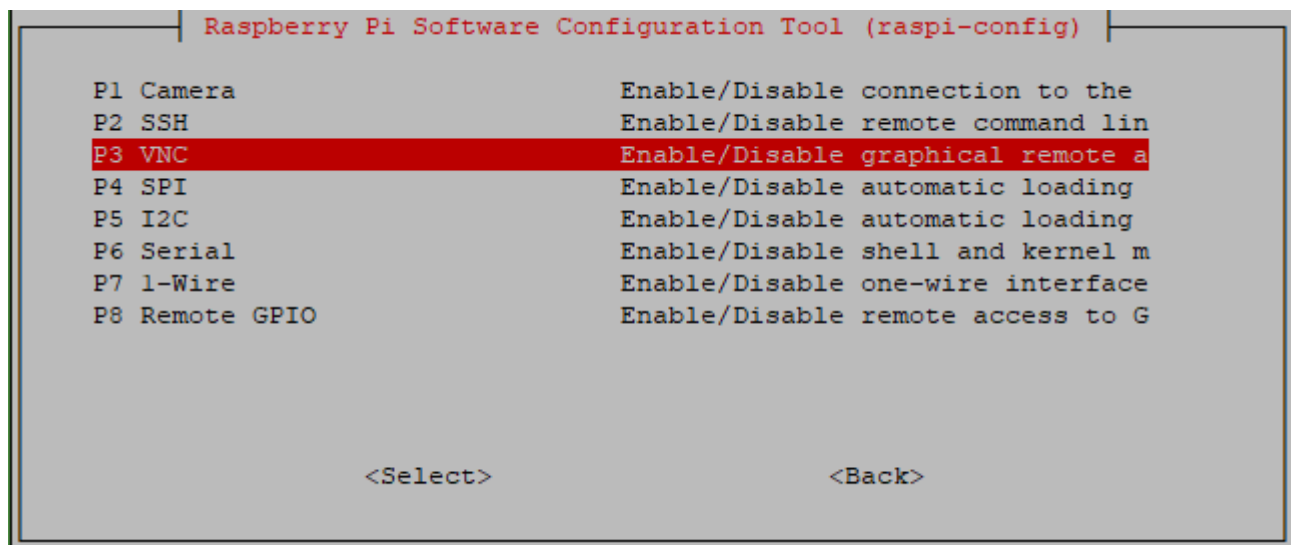 Raspberry Pi Software Configuration Tool (raspi-config)
P1 Camera Enable/Disable connection to the
P2 SSH Enable/Disable remote command lin
P3 VNC Enable/Disable graphical remote a
P4 SPI Enable/Disable automatic loading
P5 I2C Enable/Disable automatic loading
P6 Serial Enable/Disable shell and kernel m
P7 1-Wire Enable/Disable one-wire interface
P8 Remote GPIO Enable/Disable remote access to G
<Select> <Back>